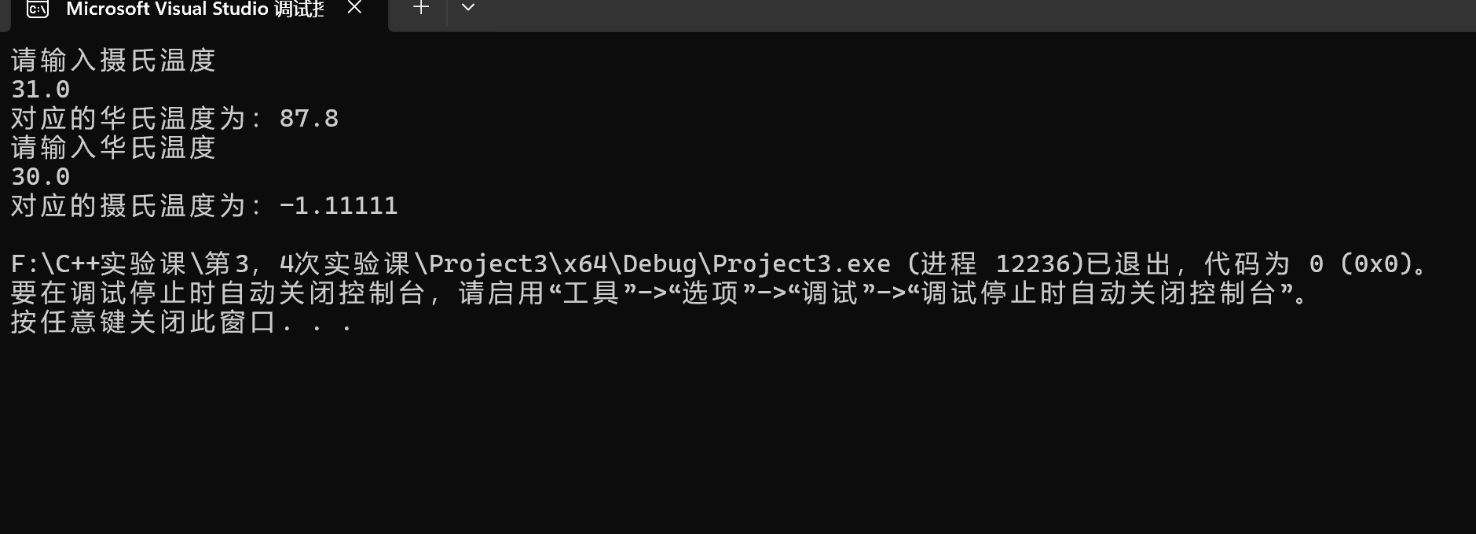 Microsoft Visual Studio 调试
请输入摄氏温度
31.0
对应的华氏温度为：87.8
请输入华氏温度
30.0
对应的摄氏温度为：-1.11111
F:\C++实验课\第3，4次实验课\Project3\x64\Debug\Project3.exe (进程 12236)已退出，代码为 0 (0x0)。
要在调试停止时自动关闭控制台，请启用“工具”->“选项”->“调试”->“调试停止时自动关闭控制台”。
按任意键关闭此窗口. . .